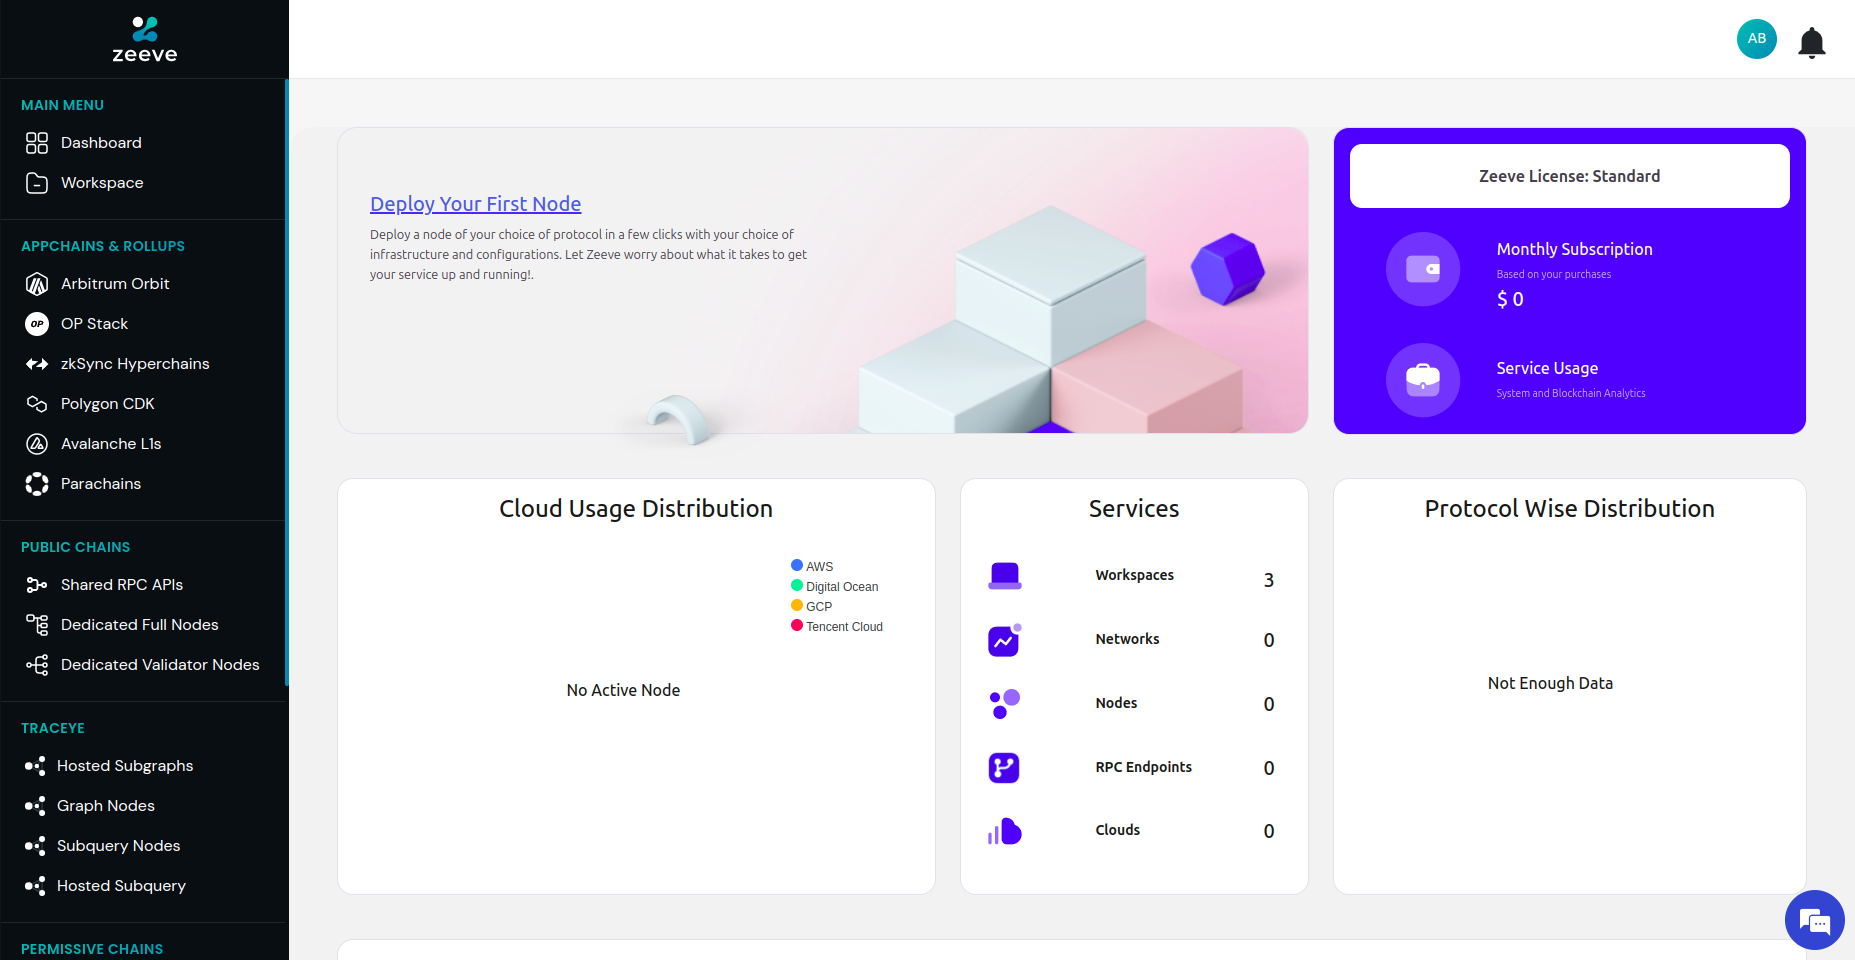 zeeve
MAIN MENU
Dashboard
Workspace
APPCHAINS & ROLLUPS
Arbitrum Orbit
OP
OP Stack
zkSync Hyperchains
Polygon CDK
Avalanche L1s
Parachains
PUBLIC CHAINS
Shared RPC APIs
Dedicated Full Nodes
Dedicated Validator Nodes
TRACEYE
Hosted Subgraphs
Graph Nodes
Subquery Nodes
Hosted Subquery
PERMISSIVE CHAINS
AB
Deploy Your First Node
Deploy a node of your choice of protocol in a few clicks with your choice of
infrastructure and configurations. Let Zeeve worry about what it takes to get
your service up and running!.
Zeeve License: Standard
Monthly Subscription
Based on your purchases
$ 0
Service Usage
System and Blockchain Analytics
Cloud Usage Distribution
AWS
Digital Ocean
GCP
Tencent Cloud
No Active Node
Services
Workspaces 3
Networks 0
Nodes 0
RPC Endpoints 0
Clouds 0
Protocol Wise Distribution
Not Enough Data